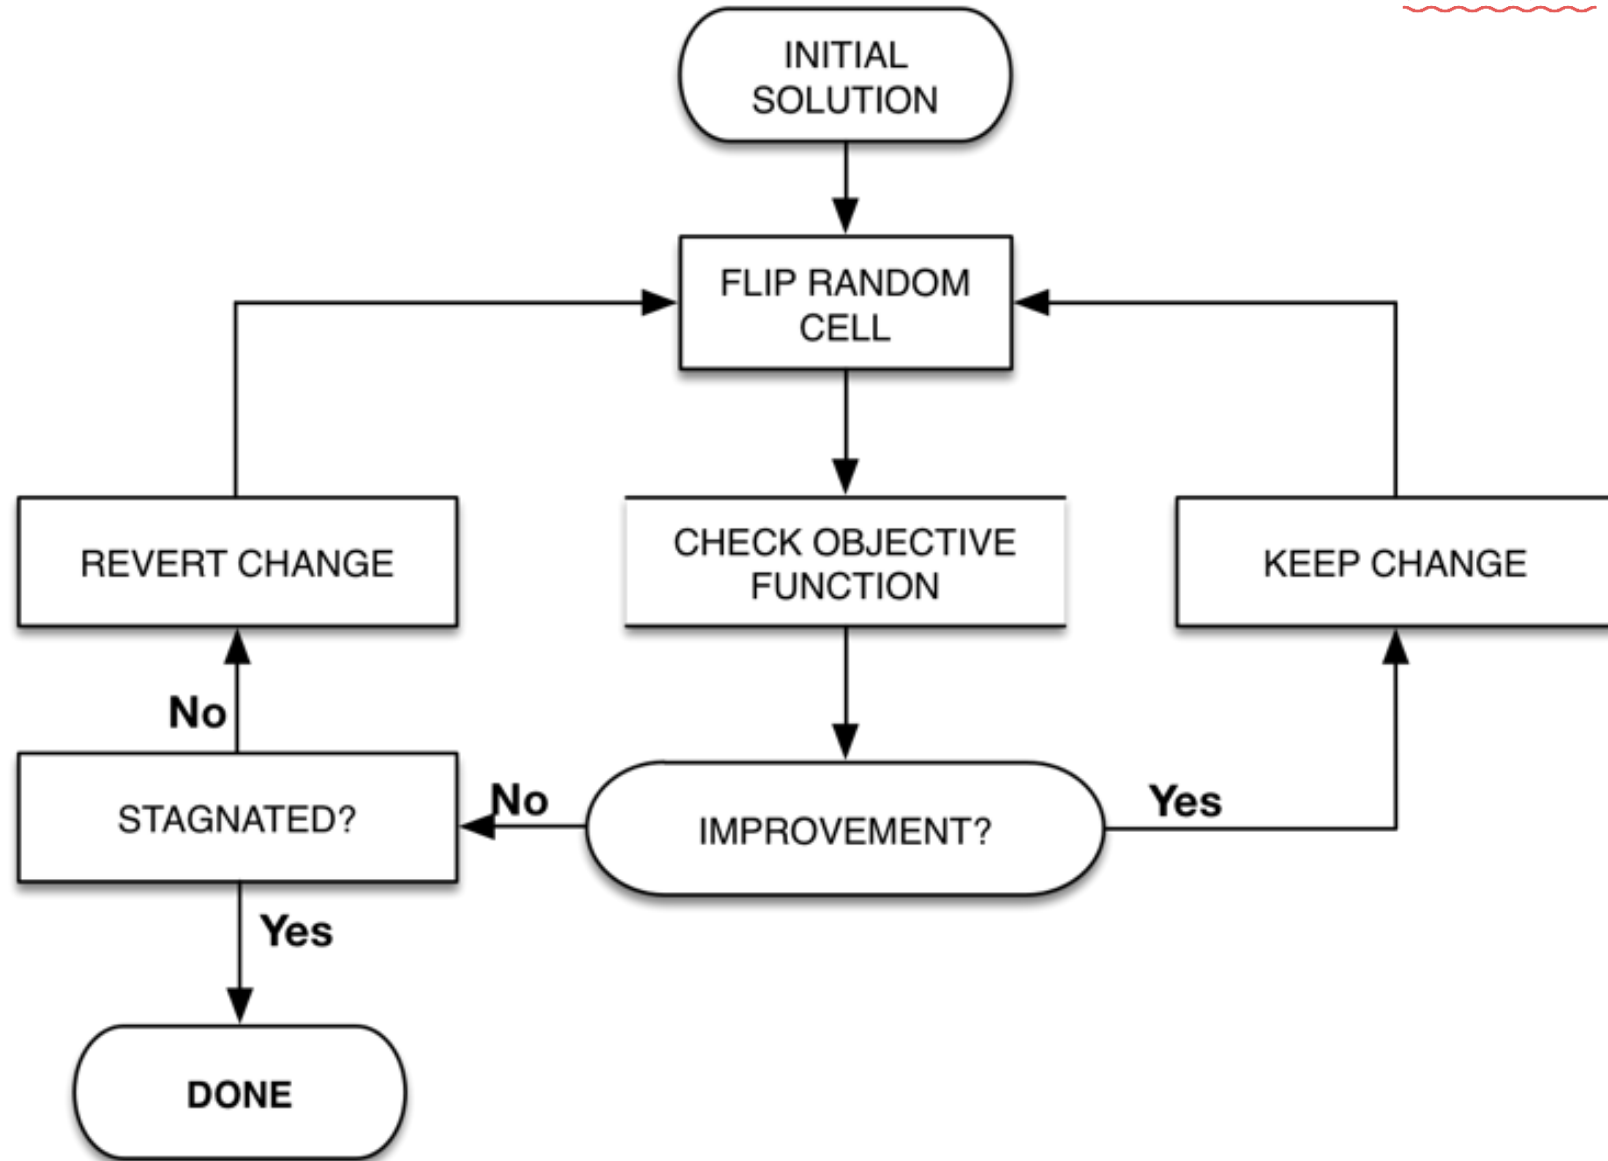 INITIAL
SOLUTION
FLIP RANDOM
CELL
REVERT CHANGE
CHECK OBJECTIVE
FUNCTION
KEEP CHANGE
No
STAGNATED?
No
IMPROVEMENT?
Yes
Yes
DONE